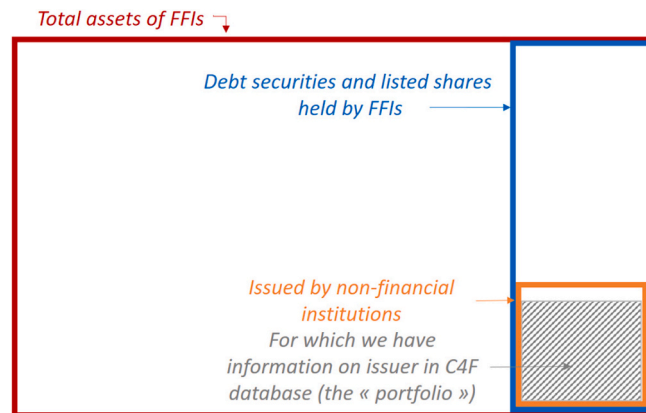 Total assets of FFIs
Debt securities and listed shares
held by FFIs
Issued by non-financial
institutions
For which we have
information on issuer in C4F
database (the « portfolio »)